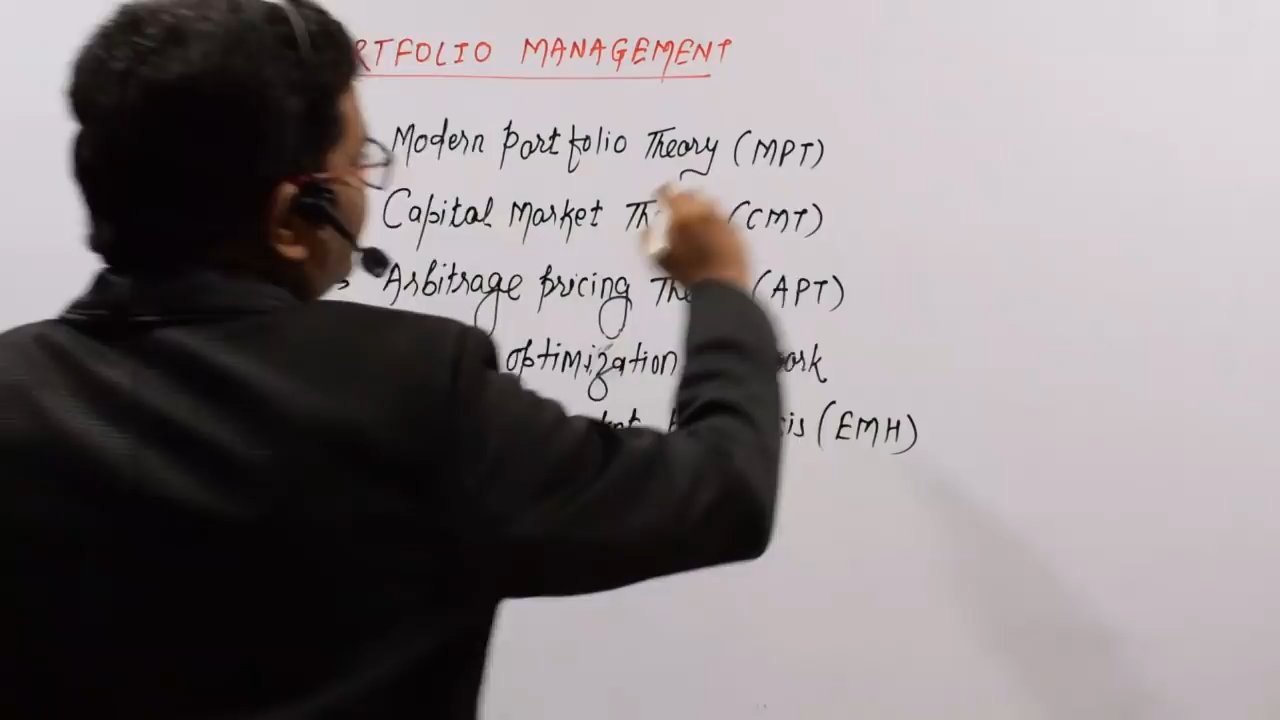 RTFOLIO MANAGEMENT
Modern Portfolio Theory (MPT)
Capital Market Th (CMT)
Arbitrage pricing The (APT)
optimization ork
is (EMH)